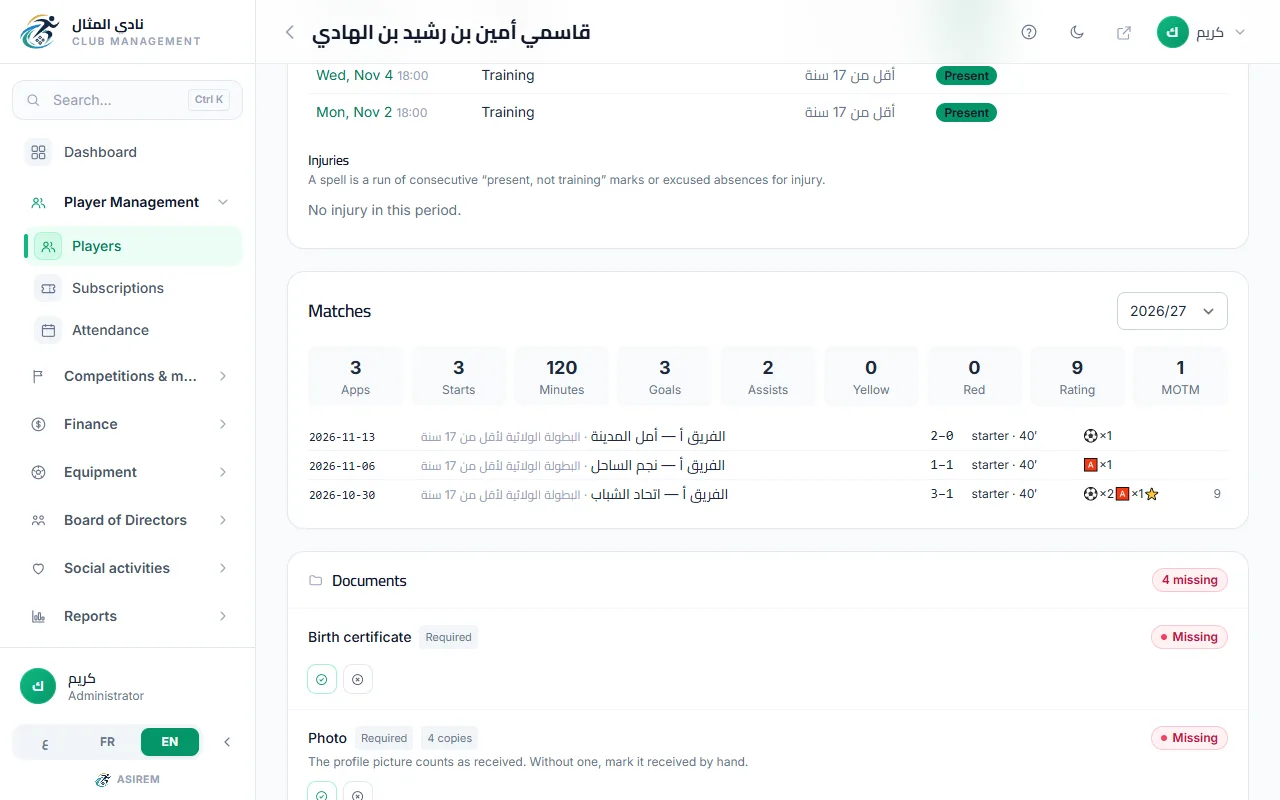 نادي المثال
CLUB MANAGEMENT
Search...
Ctrl K
Dashboard
Player Management
Players
Subscriptions
Attendance
Competitions & m...
Finance
Equipment
Board of Directors
Social activities
Reports
كريم
Administrator
ك
ع
FR
EN
ASIREM
قاسمي أمين بن رشيد بن الهادي
ك
كريم
Wed, Nov 4 18:00 Training أقل من 17 سنة Present
Mon, Nov 2 18:00 Training أقل من 17 سنة Present
Injuries
A spell is a run of consecutive “present, not training” marks or excused absences for injury.
No injury in this period.
Matches
2026/27
3 3 120 3 2 0 0 9 1
Apps Starts Minutes Goals Assists Yellow Red Rating MOTM
2026-11-13 الفريق أ — أمل المدينة · البطولة الولائية لأقل من 17 سنة 2–0 starter · 40′ ⚽×1
2026-11-06 الفريق أ — نجم الساحل · البطولة الولائية لأقل من 17 سنة 1–1 starter · 40′ 🅰×1
2026-10-30 الفريق أ — اتحاد الشباب · البطولة الولائية لأقل من 17 سنة 3–1 starter · 40′ ⚽×2🅰×1⭐ 9
Documents
4 missing
Birth certificate Required Missing
Photo Required 4 copies Missing
The profile picture counts as received. Without one, mark it received by hand.